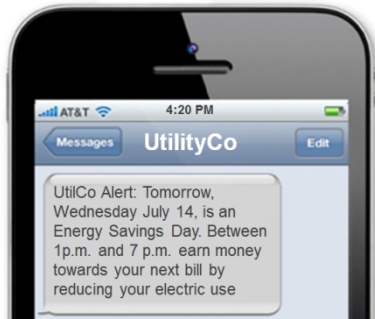 AT&T 4:20 PM
Messages UtilityCo Edit
UtilCo Alert: Tomorrow,
Wednesday July 14, is an
Energy Savings Day. Between
1p.m. and 7 p.m. earn money
towards your next bill by
reducing your electric use